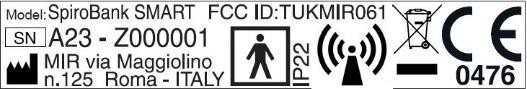 Model: SpiroBank SMART FCC ID:TUKMIR061
SN A23 - Z000001
MIR via Maggiolino
n.125 Roma - ITALY
IP22
CE
0476